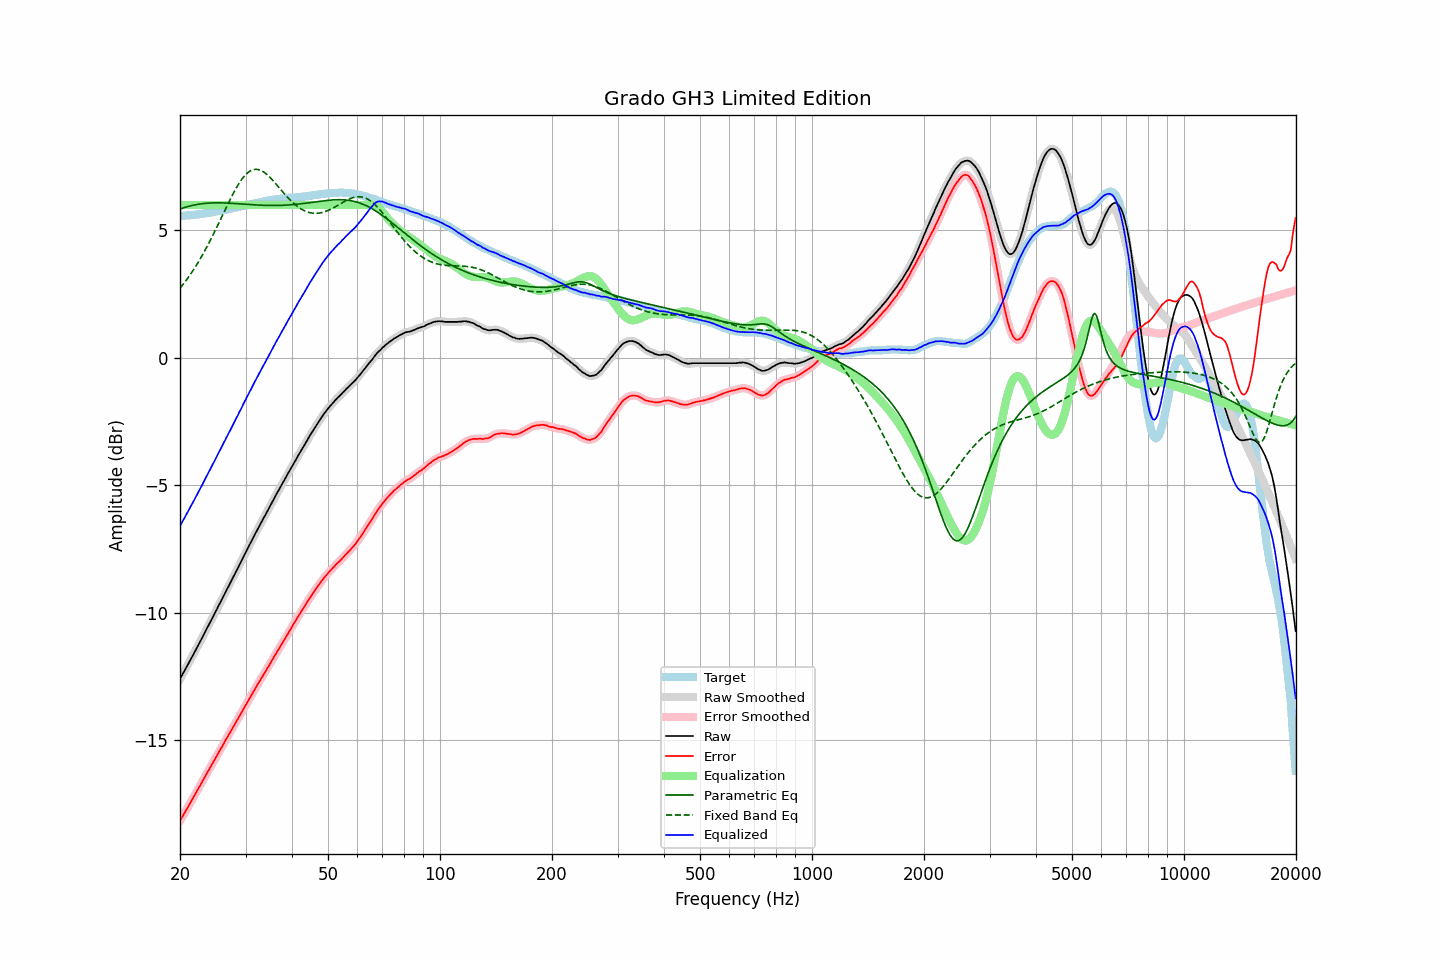 Grado GH3 Limited Edition
Amplitude (dBr)
5
0
−5
−10
−15
Target
Raw Smoothed
Error Smoothed
Raw
Error
Equalization
Parametric Eq
Fixed Band Eq
Equalized
20 50 100 200 500 1000 2000 5000 10000 20000
Frequency (Hz)